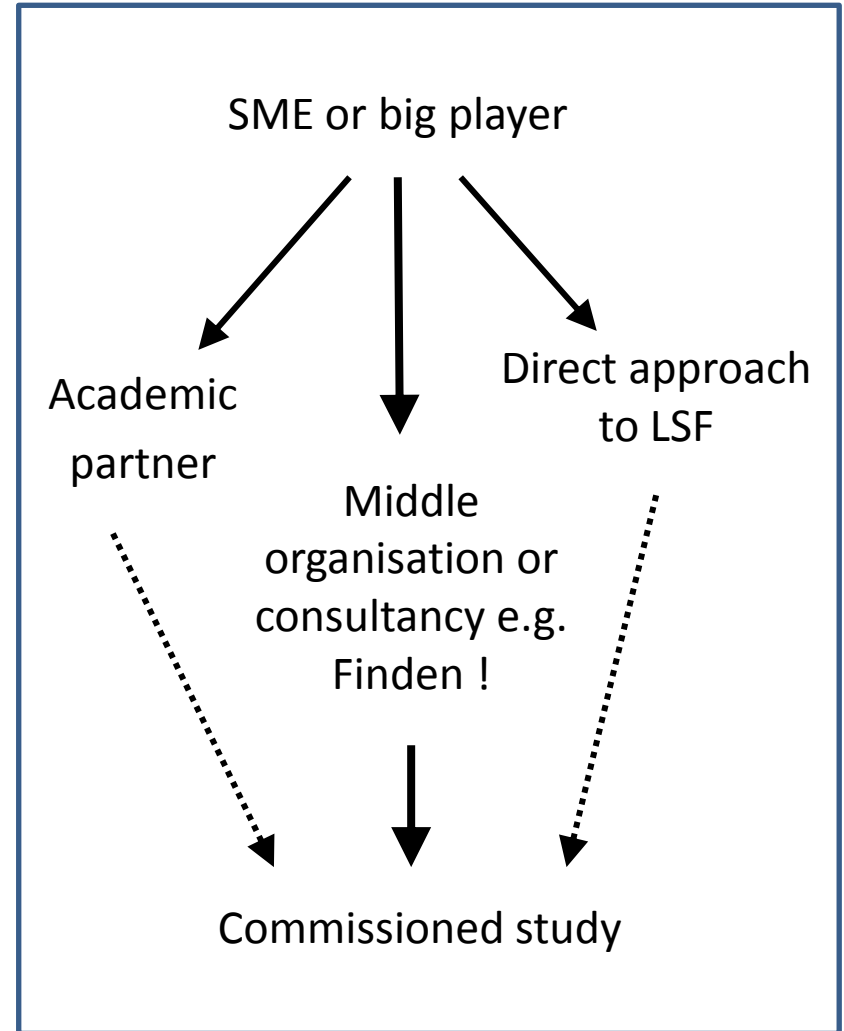 SME or big player
Academic
partner
Direct approach
to LSF
Middle
organisation or
consultancy e.g.
Finden !
Commissioned study